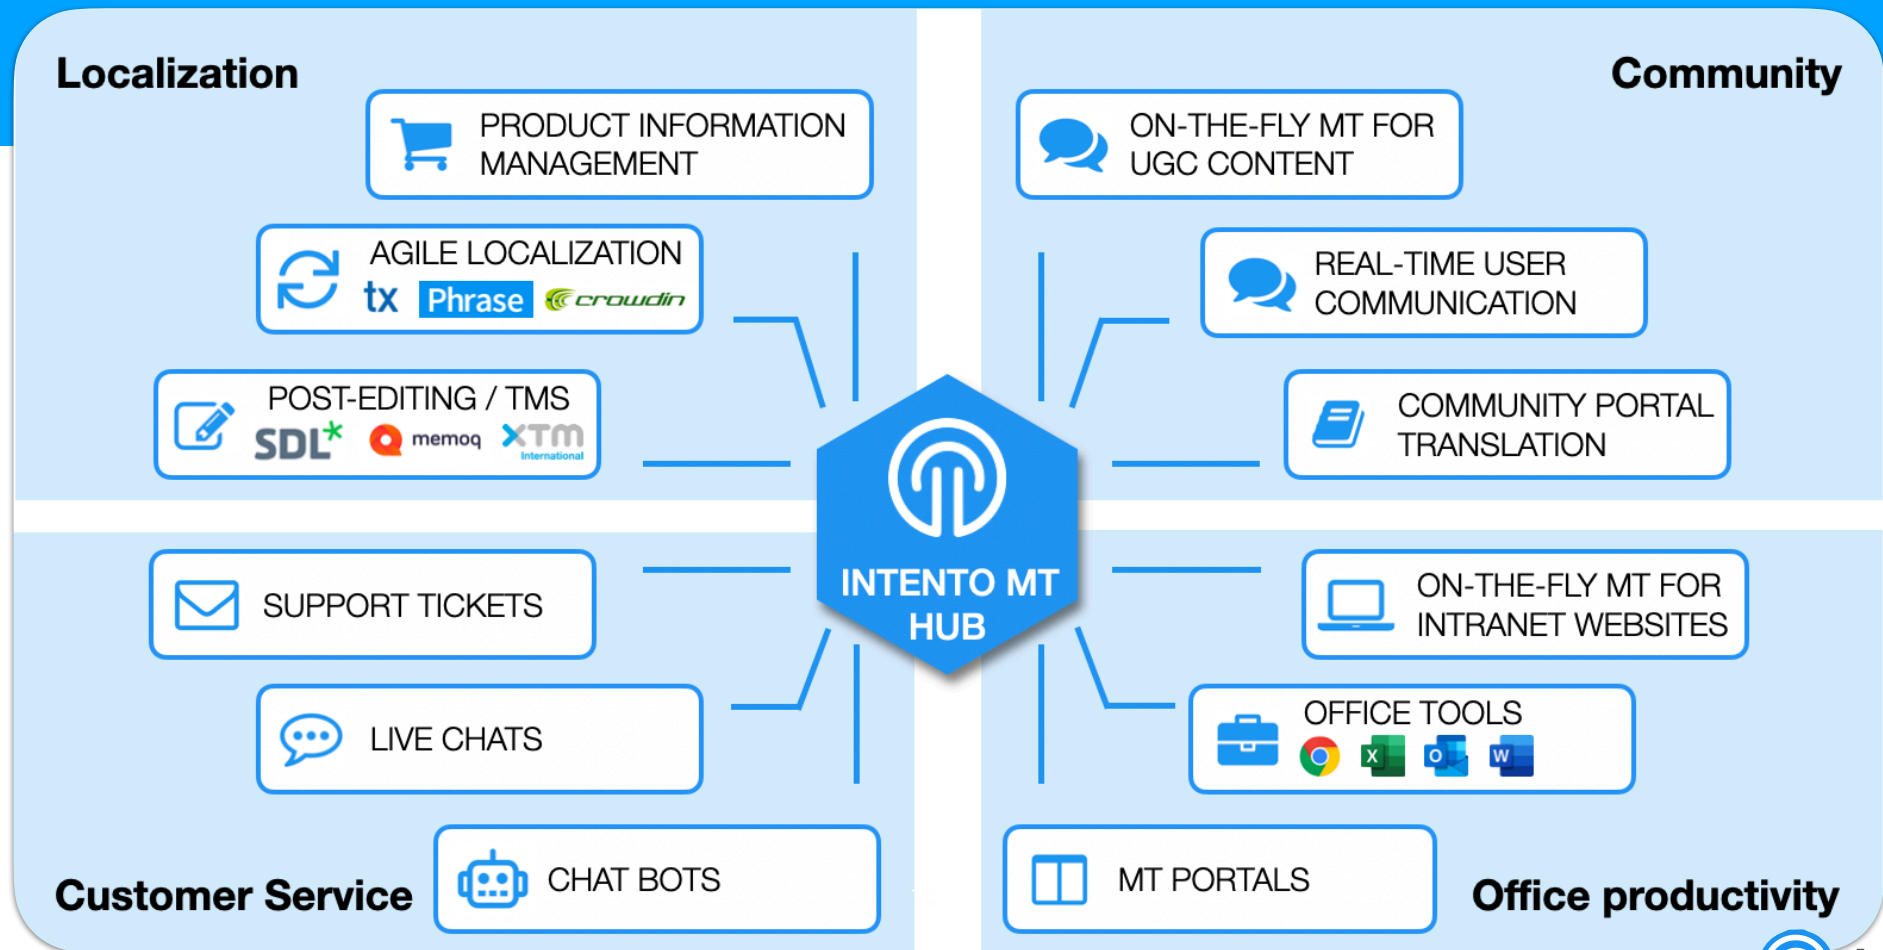 Localization
PRODUCT INFORMATION
MANAGEMENT
AGILE LOCALIZATION
tx Phrase crowdin
POST-EDITING / TMS
SDL* memoq XTM
International
Community
ON-THE-FLY MT FOR
UGC CONTENT
REAL-TIME USER
COMMUNICATION
COMMUNITY PORTAL
TRANSLATION
INTENTO MT
HUB
SUPPORT TICKETS
LIVE CHATS
CHAT BOTS
Customer Service
ON-THE-FLY MT FOR
INTRANET WEBSITES
OFFICE TOOLS
X O W
MT PORTALS
Office productivity